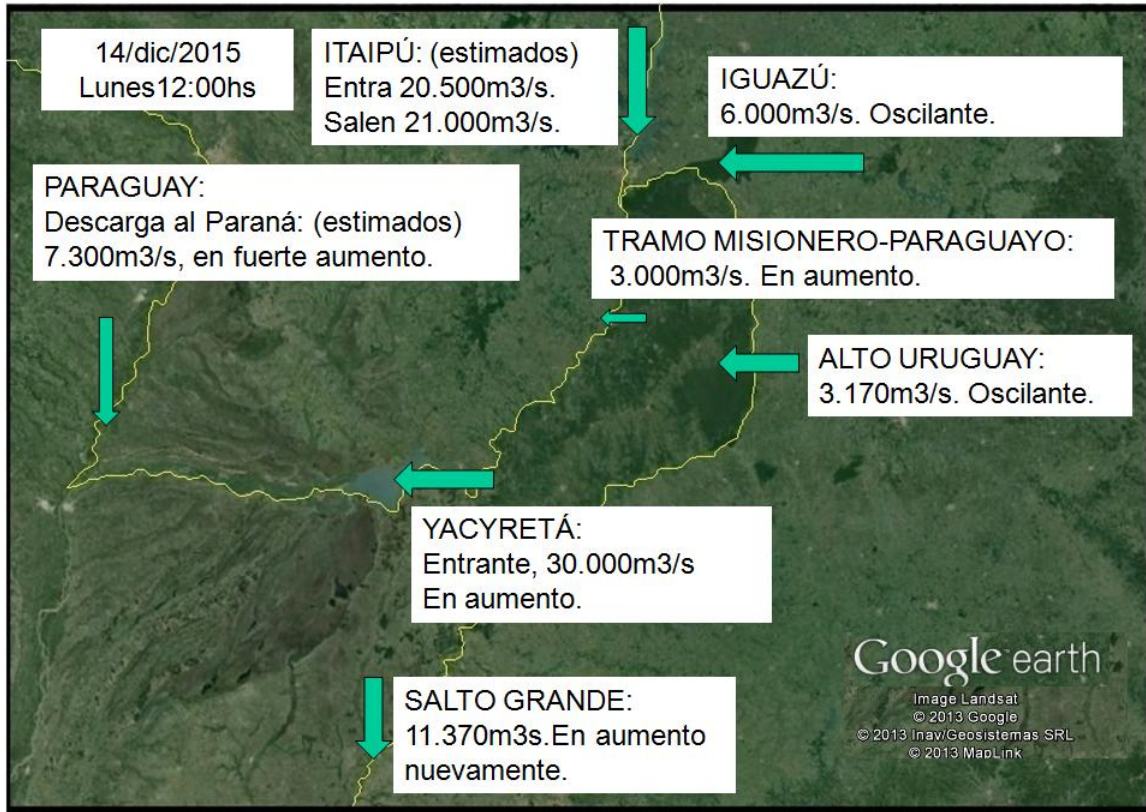 14/dic/2015
Lunes12:00hs
ITAIPÚ: (estimados)
Entra 20.500m3/s.
Salen 21.000m3/s.
IGUAZÚ:
6.000m3/s. Oscilante.
PARAGUAY:
Descarga al Paraná: (estimados)
7.300m3/s, en fuerte aumento.
TRAMO MISIONERO-PARAGUAYO:
3.000m3/s. En aumento.
ALTO URUGUAY:
3.170m3/s. Oscilante.
YACYRETÁ:
Entrante, 30.000m3/s
En aumento.
SALTO GRANDE:
11.370m3s.En aumento
nuevamente.
Google earth
Image Landsat
© 2013 Google
© 2013 Inav/Geosistemas SRL
© 2013 MapLink